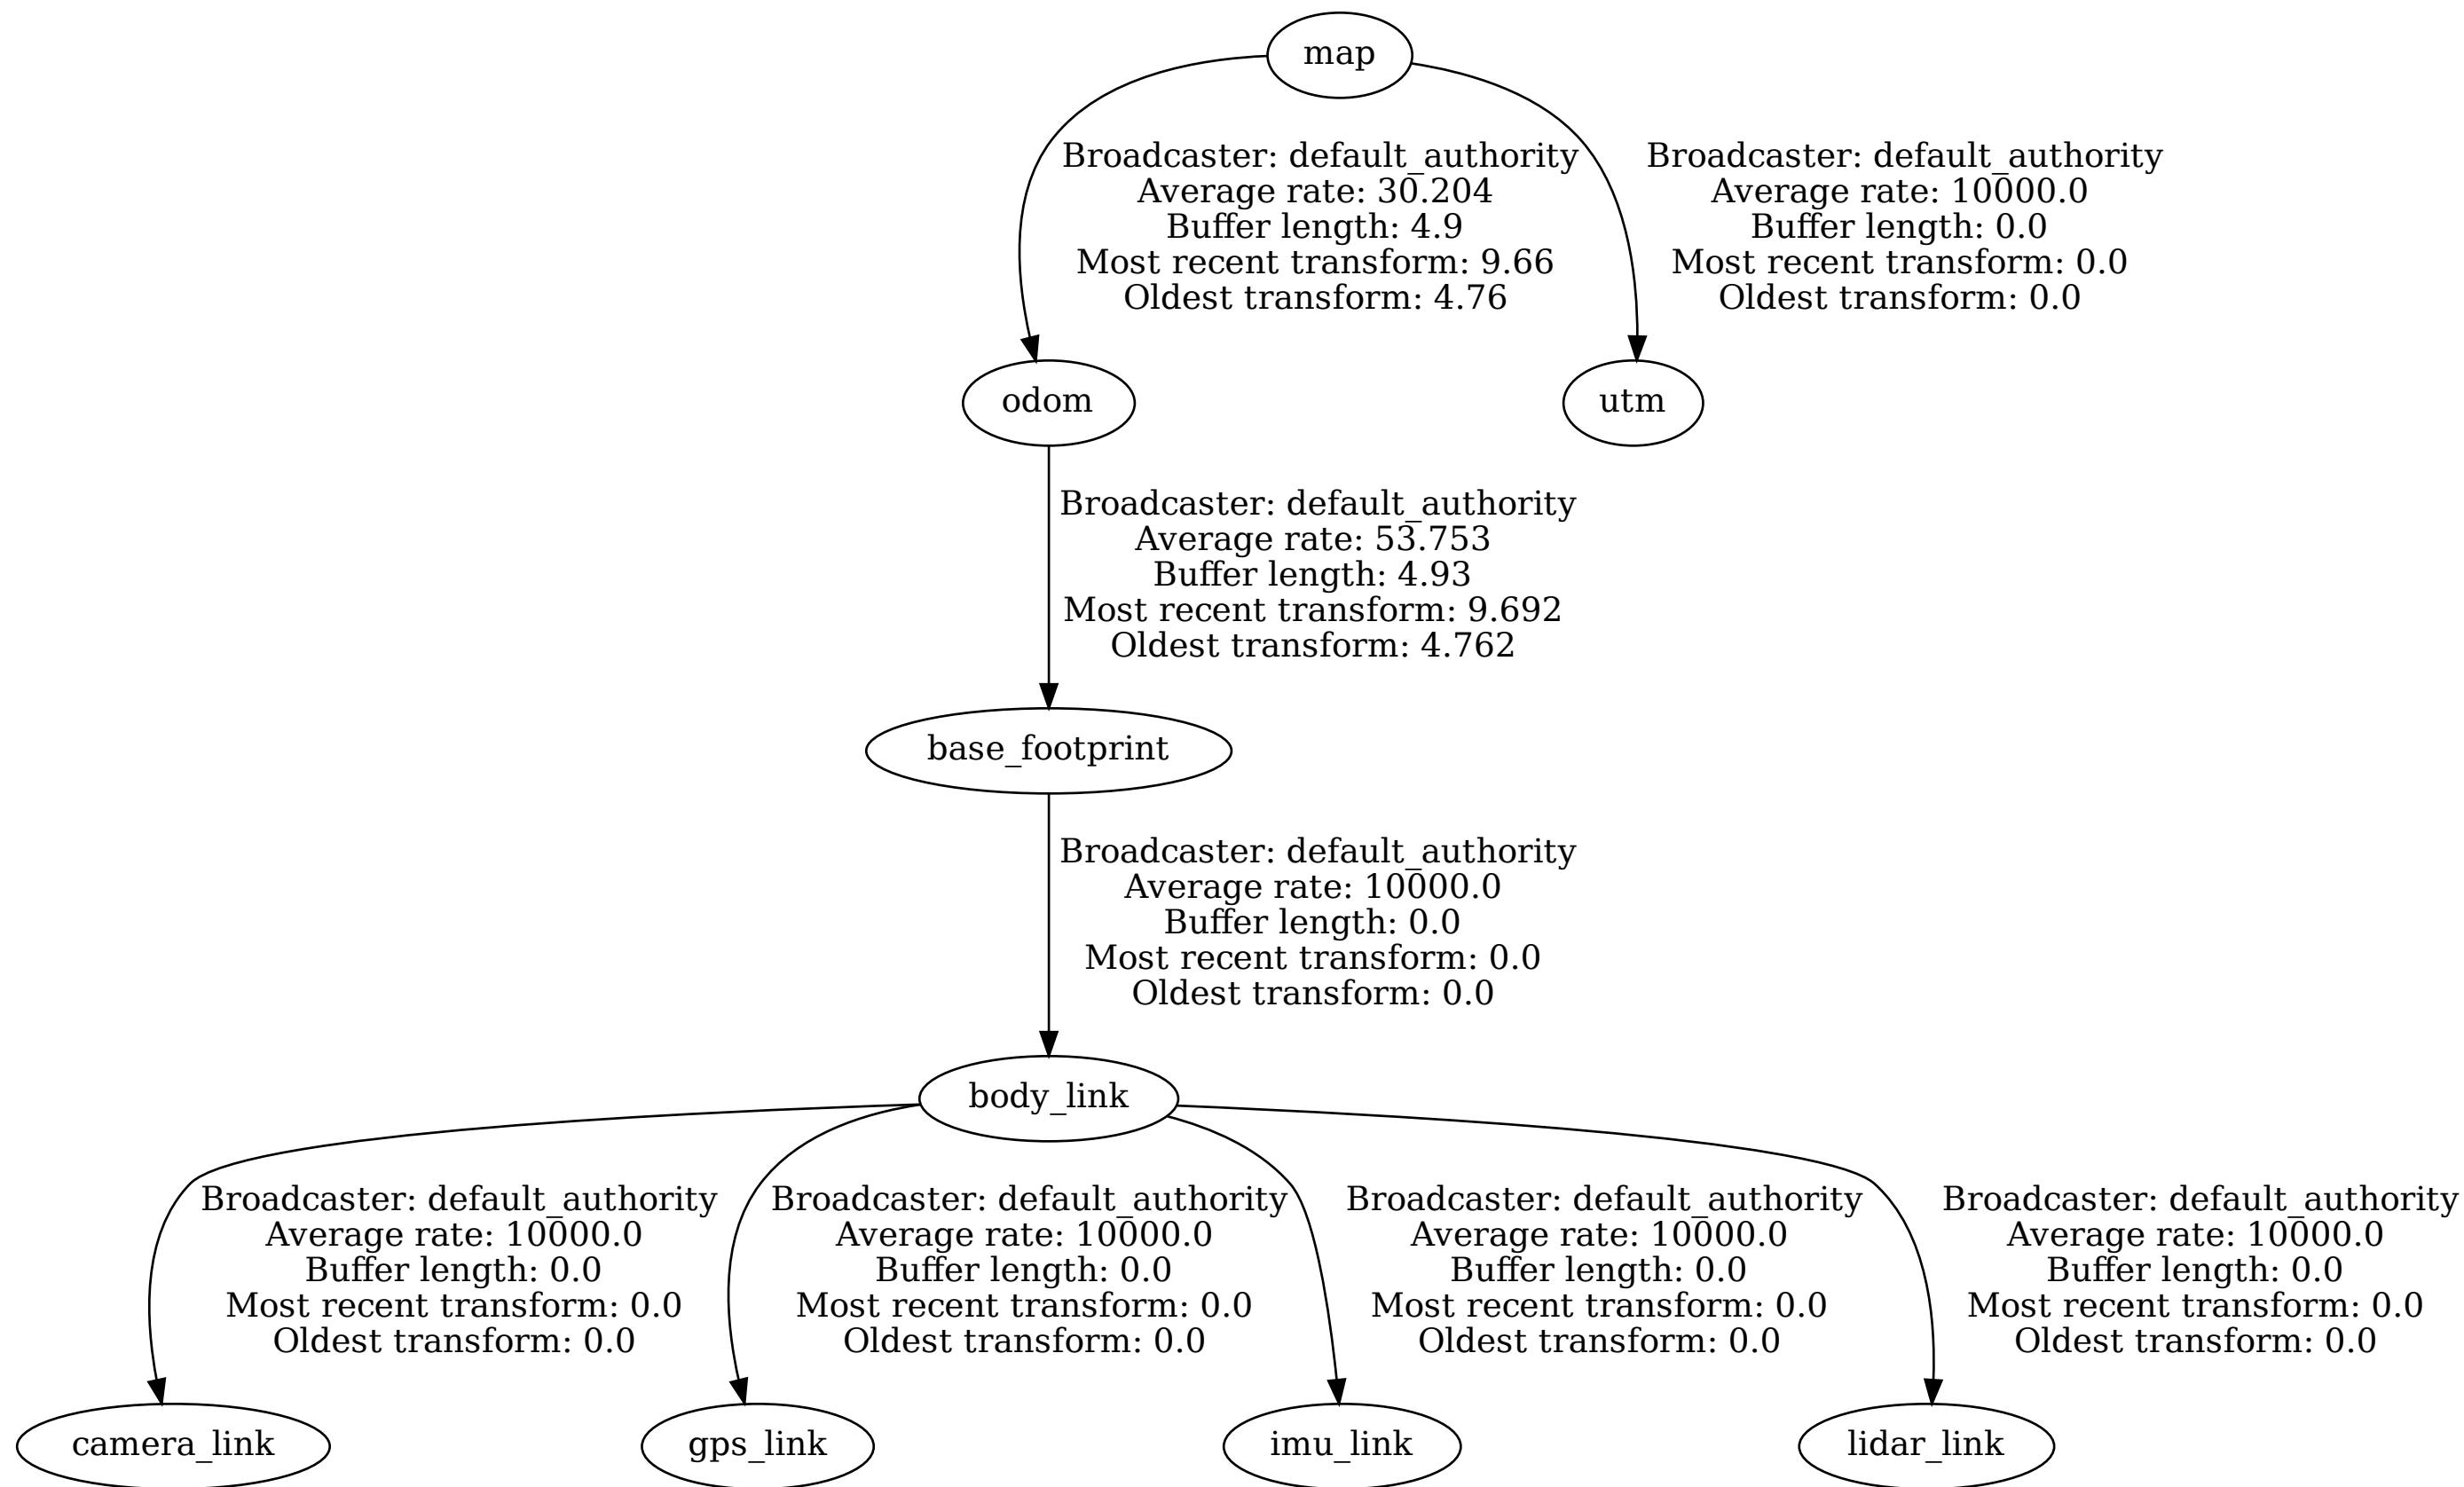 map
Broadcaster: default_authority
Average rate: 30.204
Buffer length: 4.9
Most recent transform: 9.66
Oldest transform: 4.76
Broadcaster: default_authority
Average rate: 10000.0
Buffer length: 0.0
Most recent transform: 0.0
Oldest transform: 0.0
odom
utm
Broadcaster: default_authority
Average rate: 53.753
Buffer length: 4.93
Most recent transform: 9.692
Oldest transform: 4.762
base_footprint
Broadcaster: default_authority
Average rate: 10000.0
Buffer length: 0.0
Most recent transform: 0.0
Oldest transform: 0.0
body_link
Broadcaster: default_authority
Average rate: 10000.0
Buffer length: 0.0
Most recent transform: 0.0
Oldest transform: 0.0
Broadcaster: default_authority
Average rate: 10000.0
Buffer length: 0.0
Most recent transform: 0.0
Oldest transform: 0.0
Broadcaster: default_authority
Average rate: 10000.0
Buffer length: 0.0
Most recent transform: 0.0
Oldest transform: 0.0
Broadcaster: default_authority
Average rate: 10000.0
Buffer length: 0.0
Most recent transform: 0.0
Oldest transform: 0.0
camera_link
gps_link
imu_link
lidar_link